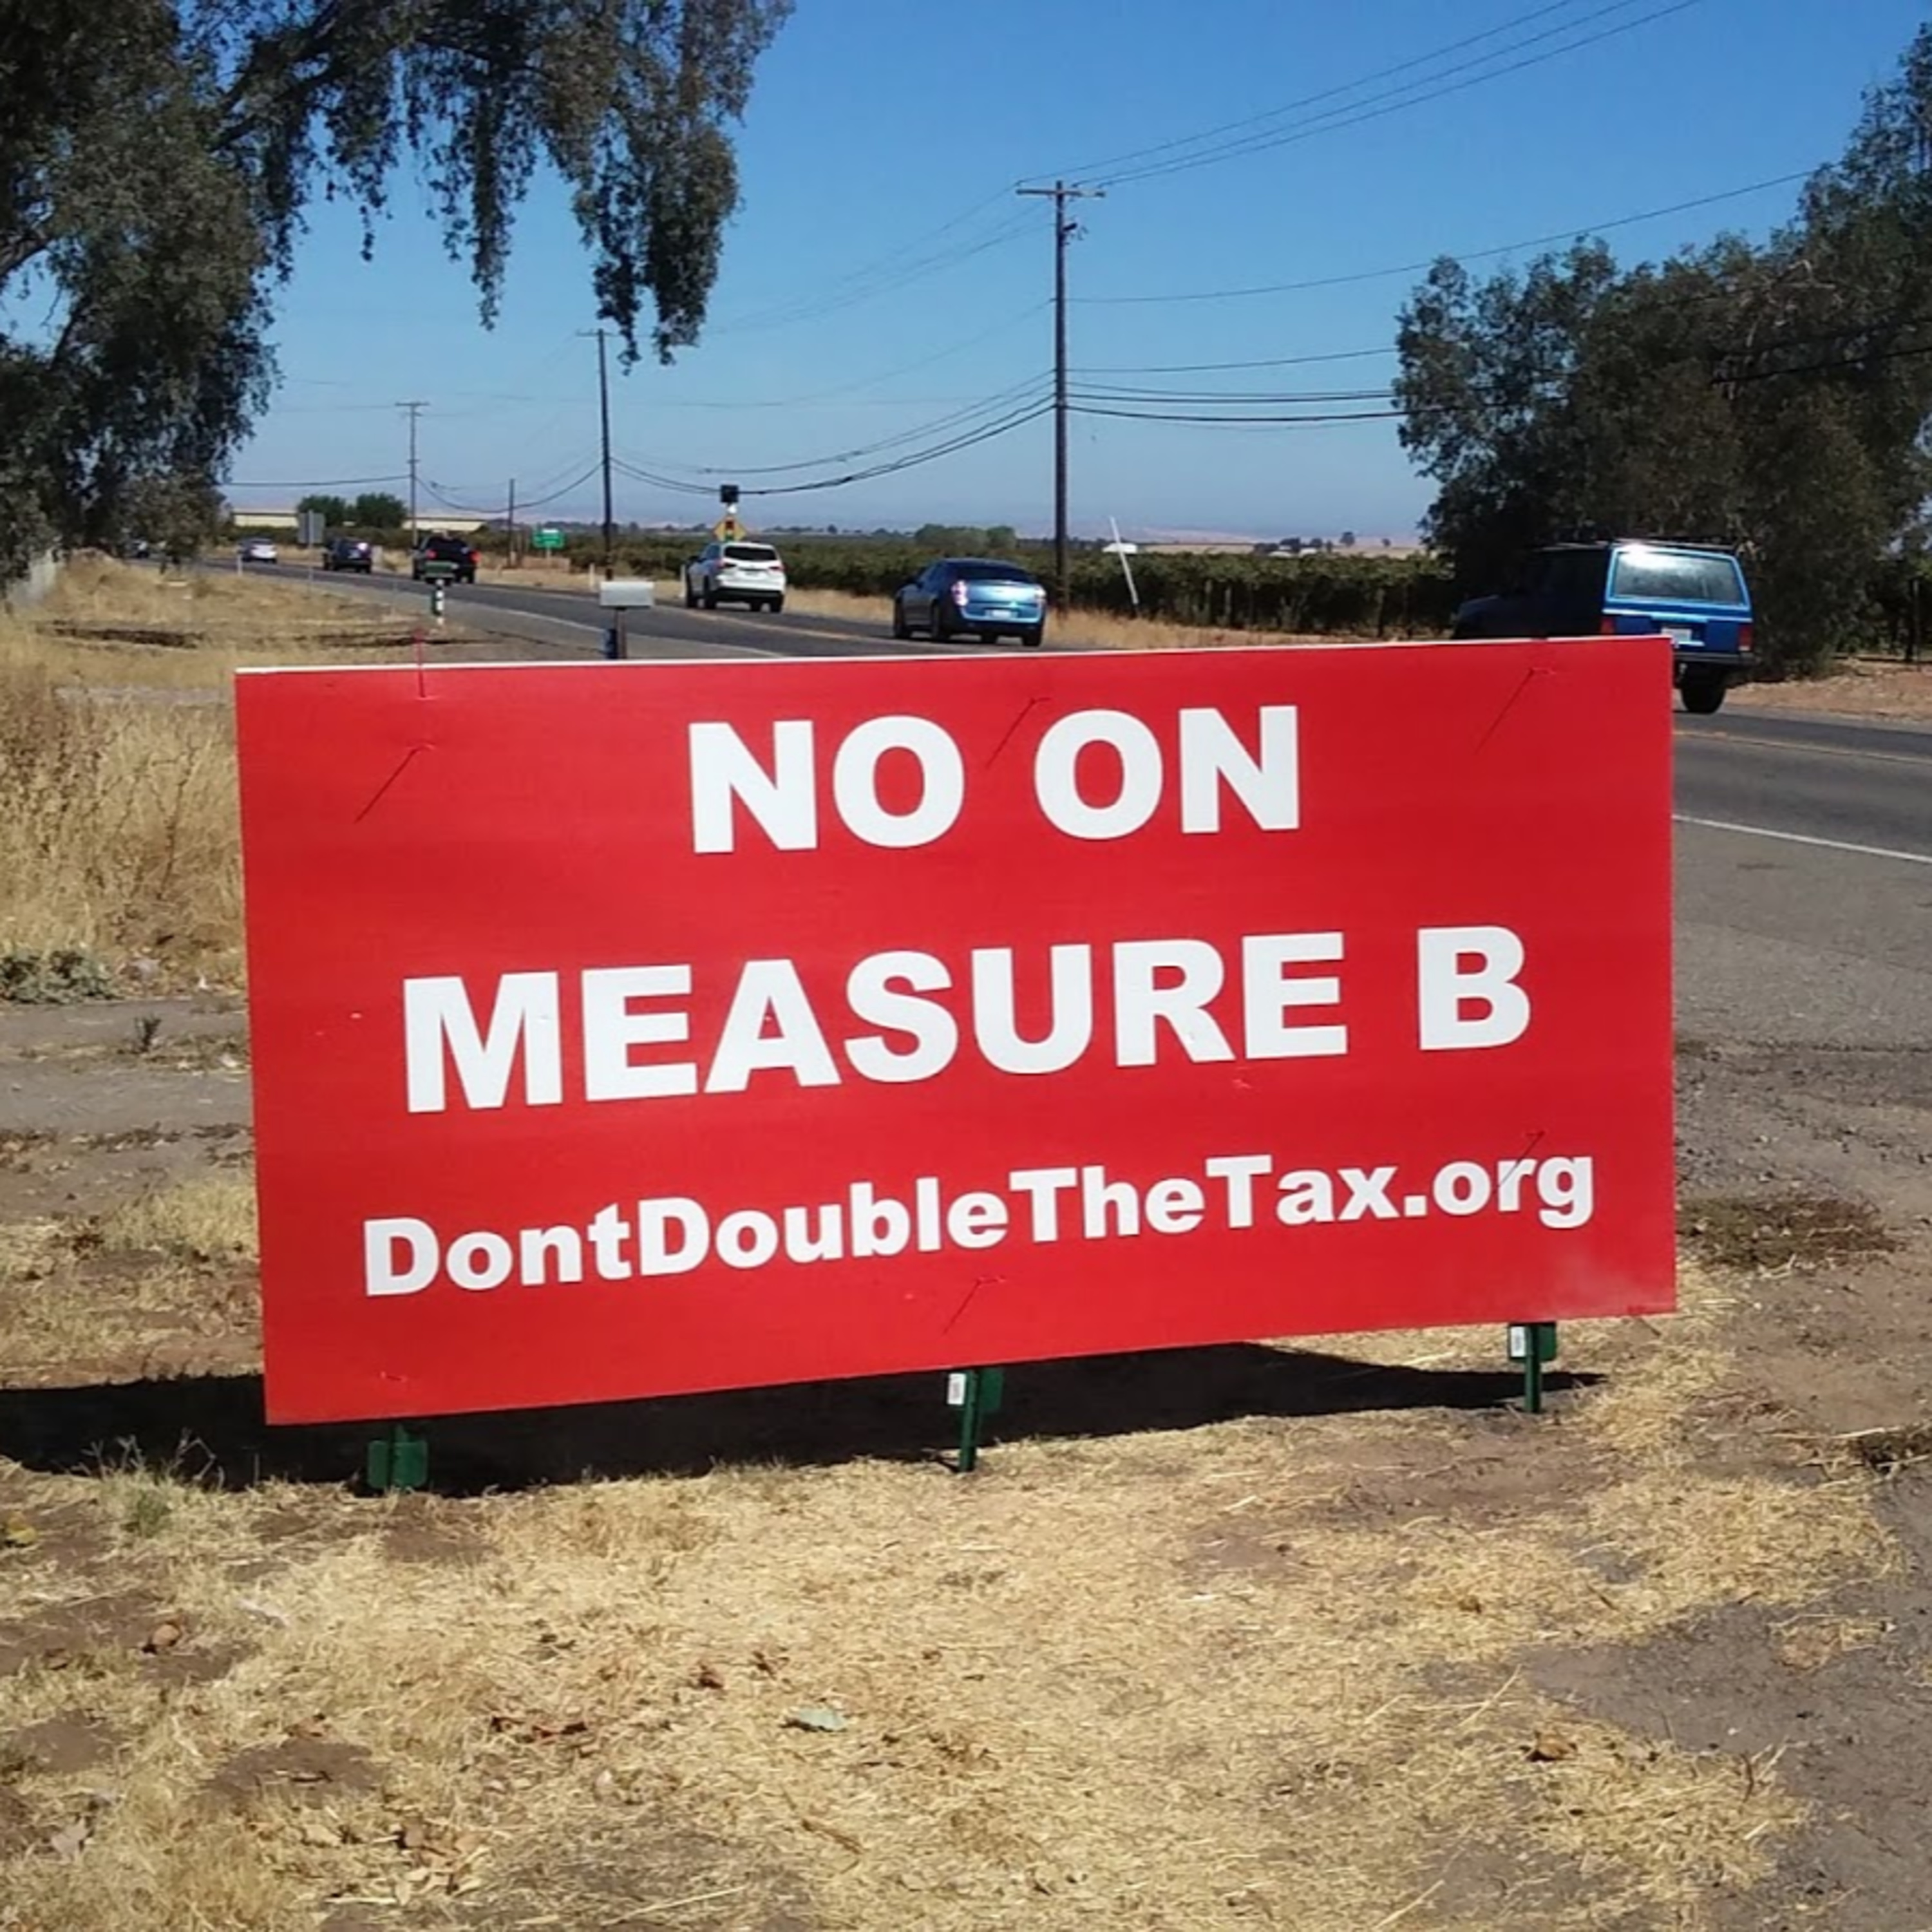 NO ON
MEASURE B
DontDoubleTheTax.org